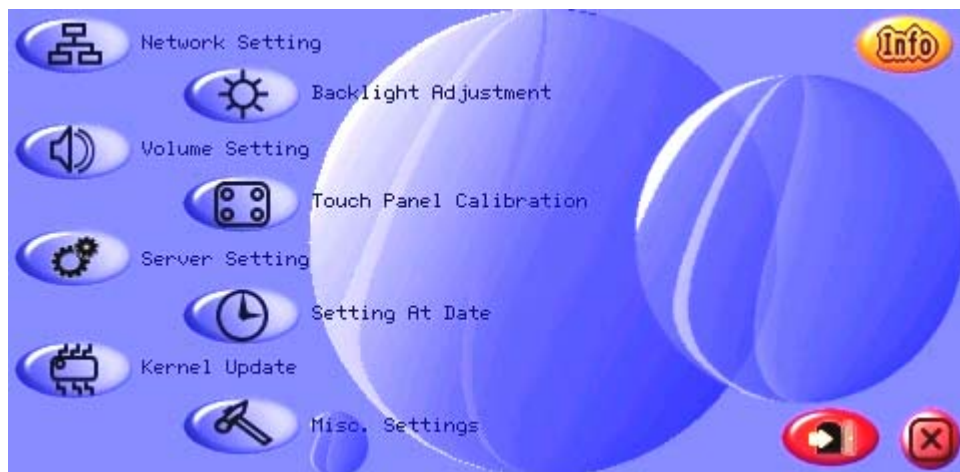 Network Setting
Info
Backlight Adjustment
Volume Setting
Touch Panel Calibration
Server Setting
Setting At Date
Kernel Update
Misc. Settings